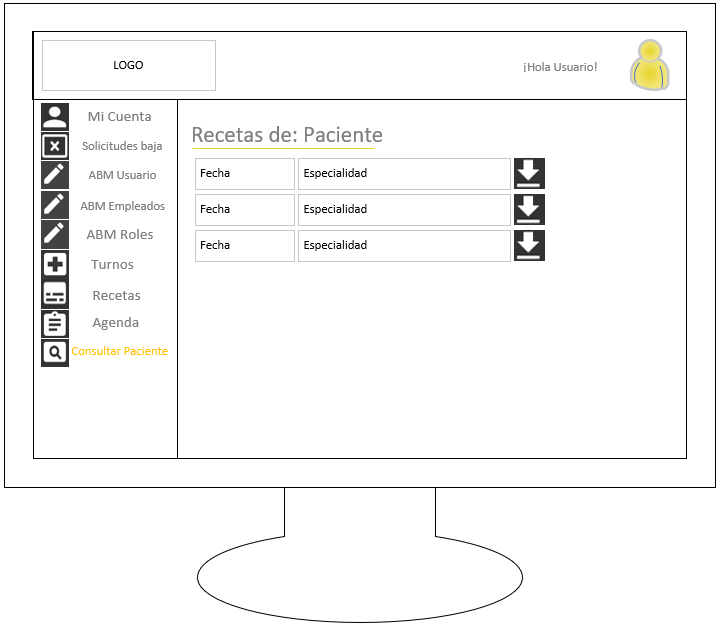 LOGO
¡Hola Usuario!
Mi Cuenta
Solicitudes baja
ABM Usuario
ABM Empleados
ABM Roles
Turnos
Recetas
Agenda
Consultar Paciente
Recetas de: Paciente
Fecha Especialidad
Fecha Especialidad
Fecha Especialidad